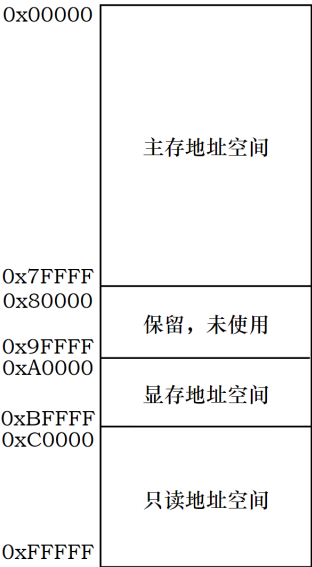 0x00000
主存地址空间
0x7FFFF
0x80000
保留，未使用
0x9FFFF
0xA0000
显存地址空间
0xBFFFF
0xC0000
只读地址空间
0xFFFFF